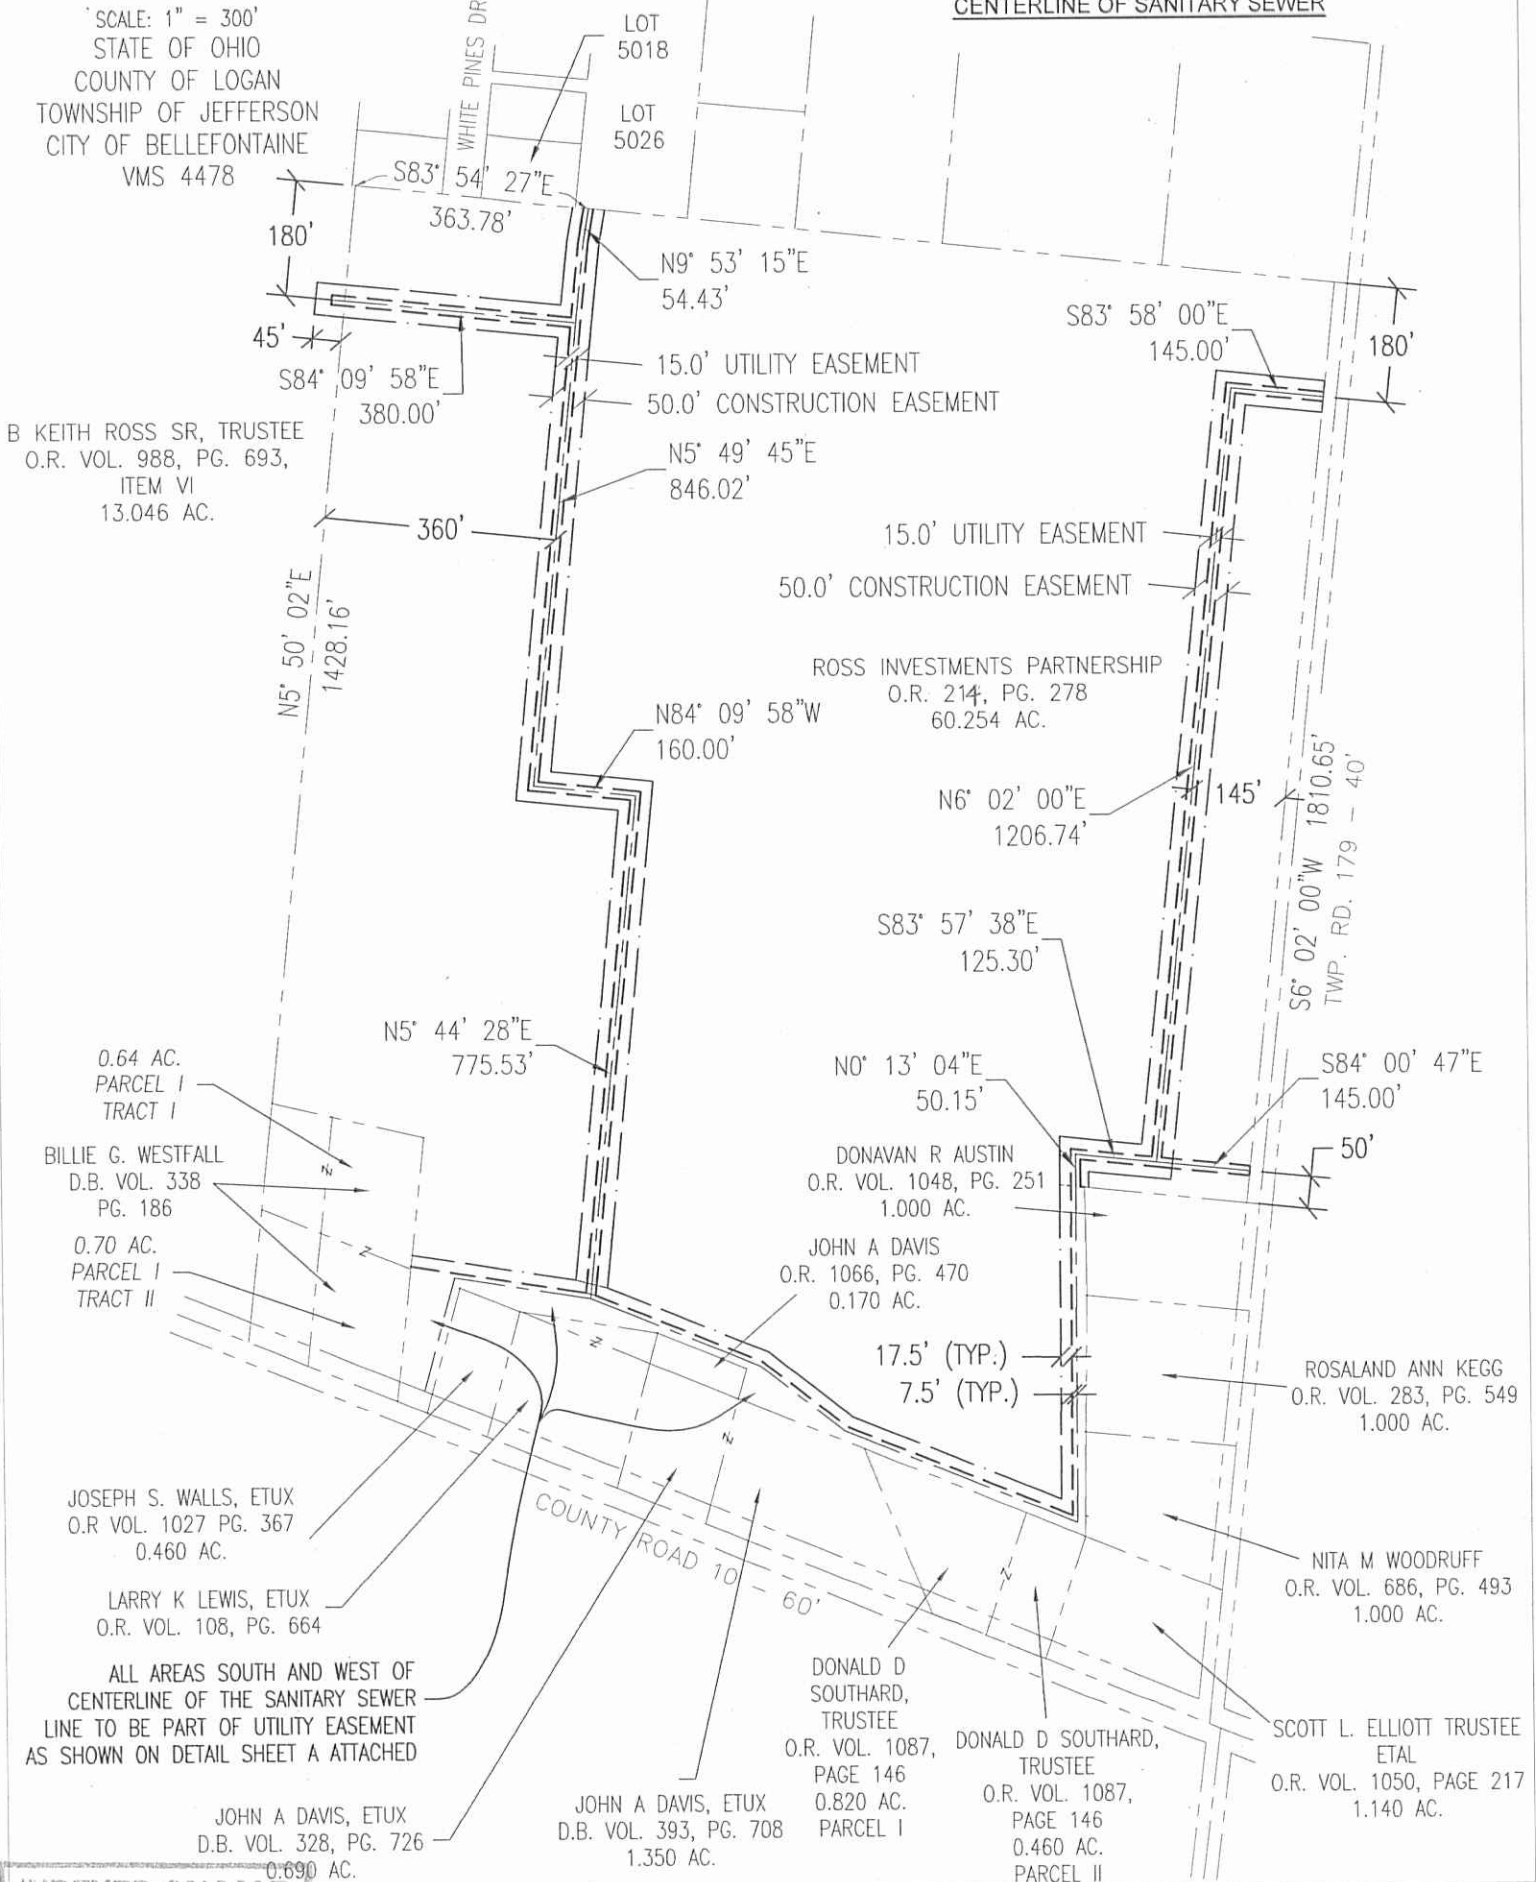 CENTERLINE OF SANITARY SEWER
SCALE: 1" = 300'
STATE OF OHIO
COUNTY OF LOGAN
TOWNSHIP OF JEFFERSON
CITY OF BELLEFONTAINE
VMS 4478
WHITE PINES DR
LOT
5018
LOT
5026
S83° 54' 27"E
363.78'
180'
N9° 53' 15"E
54.43'
S83° 58' 00"E
145.00'
180'
45'
S84° 09' 58"E
380.00'
15.0' UTILITY EASEMENT
50.0' CONSTRUCTION EASEMENT
B KEITH ROSS SR, TRUSTEE
O.R. VOL. 988, PG. 693,
ITEM VI
13.046 AC.
N5° 49' 45"E
846.02'
360'
15.0' UTILITY EASEMENT
50.0' CONSTRUCTION EASEMENT
N5° 50' 02"E
1428.16'
ROSS INVESTMENTS PARTNERSHIP
O.R. 214, PG. 278
60.254 AC.
N84° 09' 58"W
160.00'
N6° 02' 00"E
1206.74'
145'
S6° 02' 00"W 1810.65'
TWP. RD. 179 - 40'
S83° 57' 38"E
125.30'
N5° 44' 28"E
775.53'
N0° 13' 04"E
50.15'
S84° 00' 47"E
145.00'
50'
0.64 AC.
PARCEL I
TRACT I
BILLIE G. WESTFALL
D.B. VOL. 338
PG. 186
0.70 AC.
PARCEL I
TRACT II
DONAVAN R AUSTIN
O.R. VOL. 1048, PG. 251
1.000 AC.
JOHN A DAVIS
O.R. 1066, PG. 470
0.170 AC.
17.5' (TYP.)
7.5' (TYP.)
ROSALAND ANN KEGG
O.R. VOL. 283, PG. 549
1.000 AC.
JOSEPH S. WALLS, ETUX
O.R VOL. 1027 PG. 367
0.460 AC.
COUNTY ROAD 10 - 60'
NITA M WOODRUFF
O.R. VOL. 686, PG. 493
1.000 AC.
LARRY K LEWIS, ETUX
O.R. VOL. 108, PG. 664
ALL AREAS SOUTH AND WEST OF
CENTERLINE OF THE SANITARY SEWER
LINE TO BE PART OF UTILITY EASEMENT
AS SHOWN ON DETAIL SHEET A ATTACHED
DONALD D
SOUTHARD,
TRUSTEE
O.R. VOL. 1087,
PAGE 146
0.820 AC.
PARCEL I
DONALD D SOUTHARD,
TRUSTEE
O.R. VOL. 1087,
PAGE 146
0.460 AC.
PARCEL II
SCOTT L. ELLIOTT TRUSTEE
ETAL
O.R. VOL. 1050, PAGE 217
1.140 AC.
JOHN A DAVIS, ETUX
D.B. VOL. 328, PG. 726
0.690 AC.
JOHN A DAVIS, ETUX
D.B. VOL. 393, PG. 708
1.350 AC.